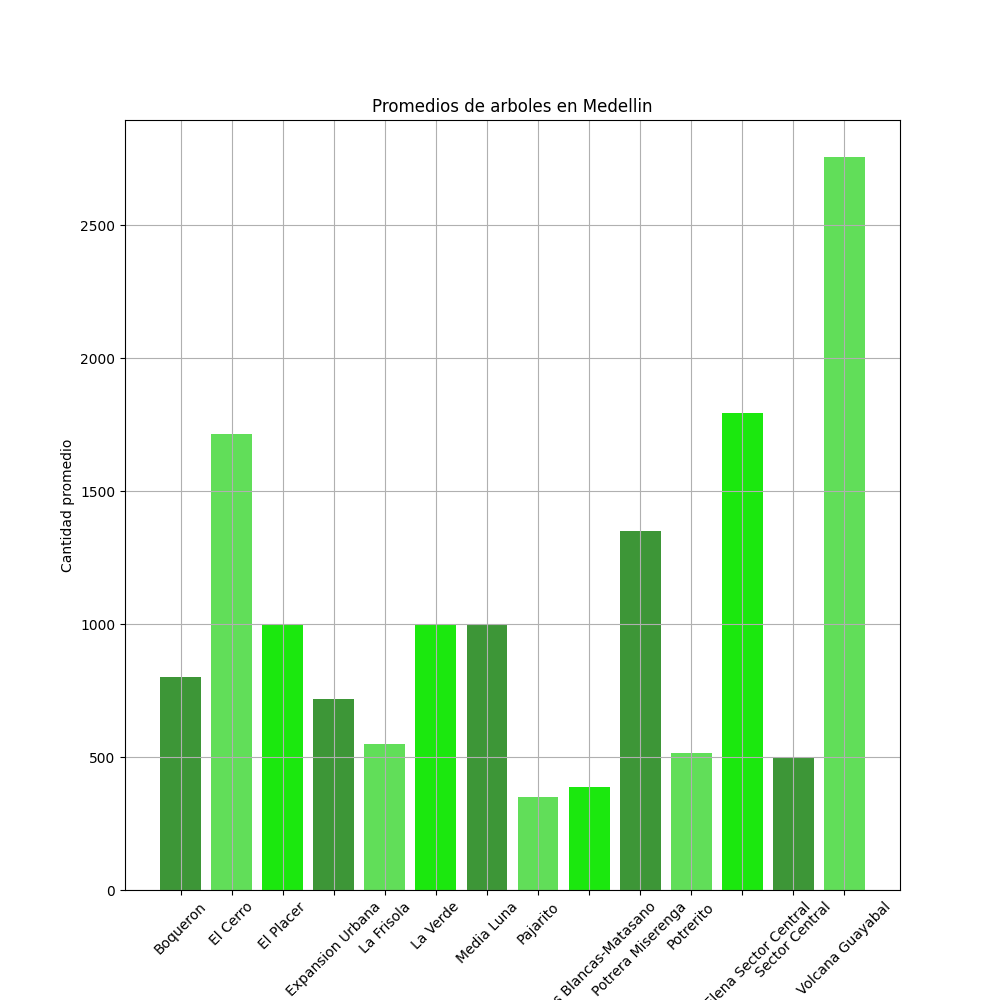 Promedios de arboles en Medellin
Cantidad promedio
2500
2000
1500
1000
500
0
Boqueron
El Cerro
El Placer
Expansion Urbana
La Frisola
La Verde
Media Luna
Pajarito
s Blancas-Matasano
Potrera Miserenga
Potrerito
Elena Sector Central
Sector Central
Volcana Guayabal